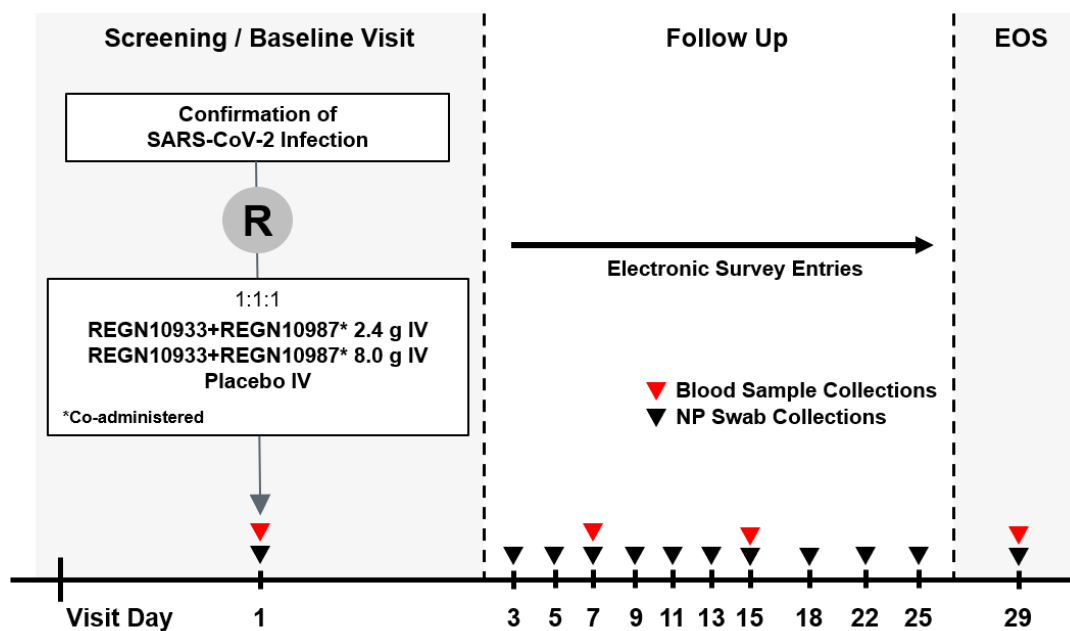 Screening / Baseline Visit
Follow Up
EOS
Confirmation of
SARS-CoV-2 Infection
R
1:1:1
REGN10933+REGN10987* 2.4 g IV
REGN10933+REGN10987* 8.0 g IV
Placebo IV
*Co-administered
Electronic Survey Entries
Blood Sample Collections
NP Swab Collections
Visit Day 1 3 5 7 9 11 13 15 18 22 25 29